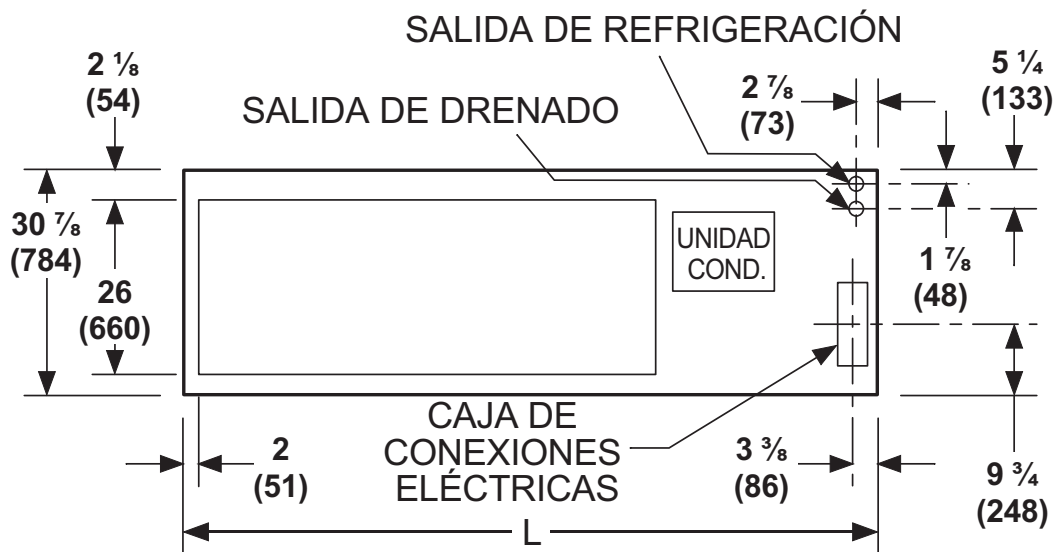 SALIDA DE REFRIGERACIÓN
2 ⅛
(54)
2 ⅞
(73)
5 ¼
(133)
SALIDA DE DRENADO
30 ⅞
(784)
26
(660)
UNIDAD
COND.
1 ⅞
(48)
CAJA DE
CONEXIONES
ELÉCTRICAS
2
(51)
3 ⅜
(86)
9 ¾
(248)
L